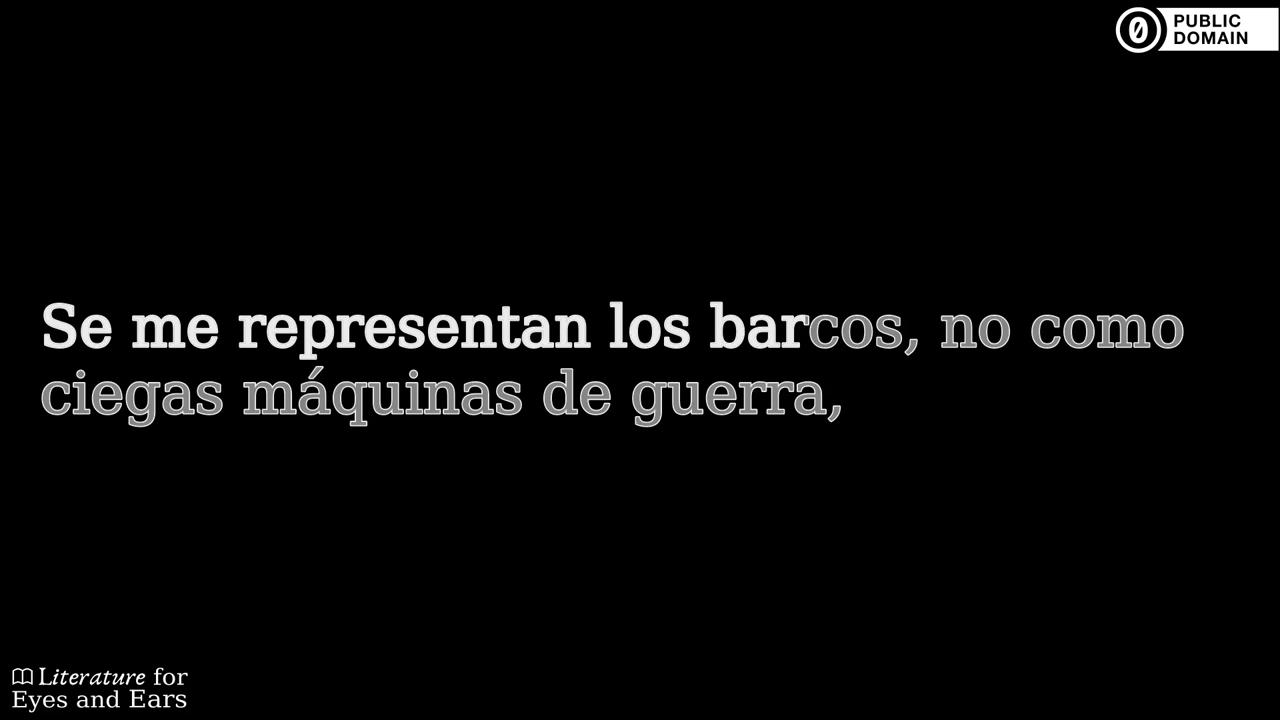 PUBLIC
DOMAIN
Se me representan los barcos, no como
ciegas máquinas de guerra,
Literature for
Eyes and Ears